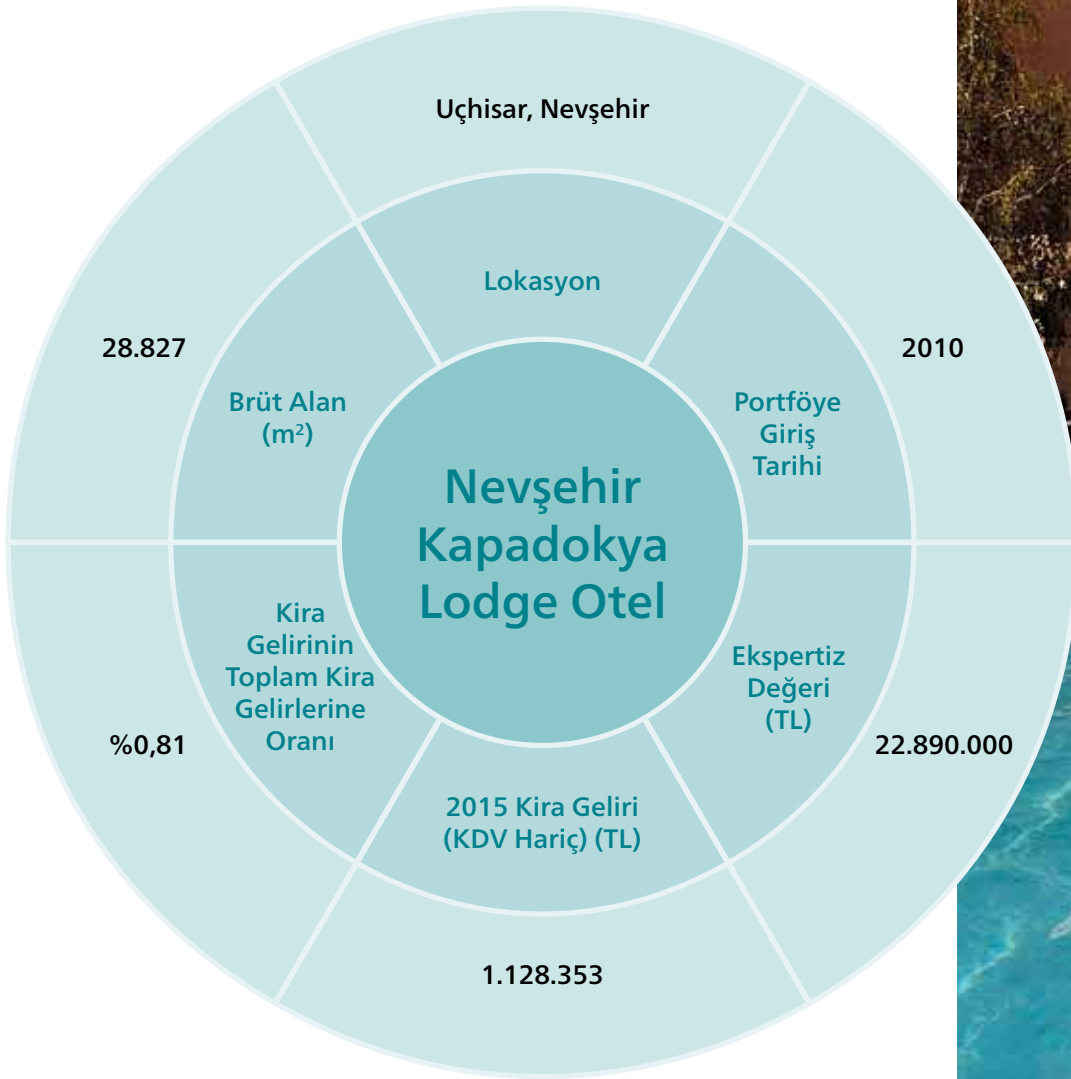 Uçhisar, Nevşehir
Lokasyon
28.827
Brüt Alan
(m²)
2010
Portföye
Giriş
Tarihi
Nevşehir
Kapadokya
Lodge Otel
Kira
Gelirinin
Toplam Kira
Gelirlerine
Oranı
%0,81
Ekspertiz
Değeri
(TL)
22.890.000
2015 Kira Geliri
(KDV Hariç) (TL)
1.128.353